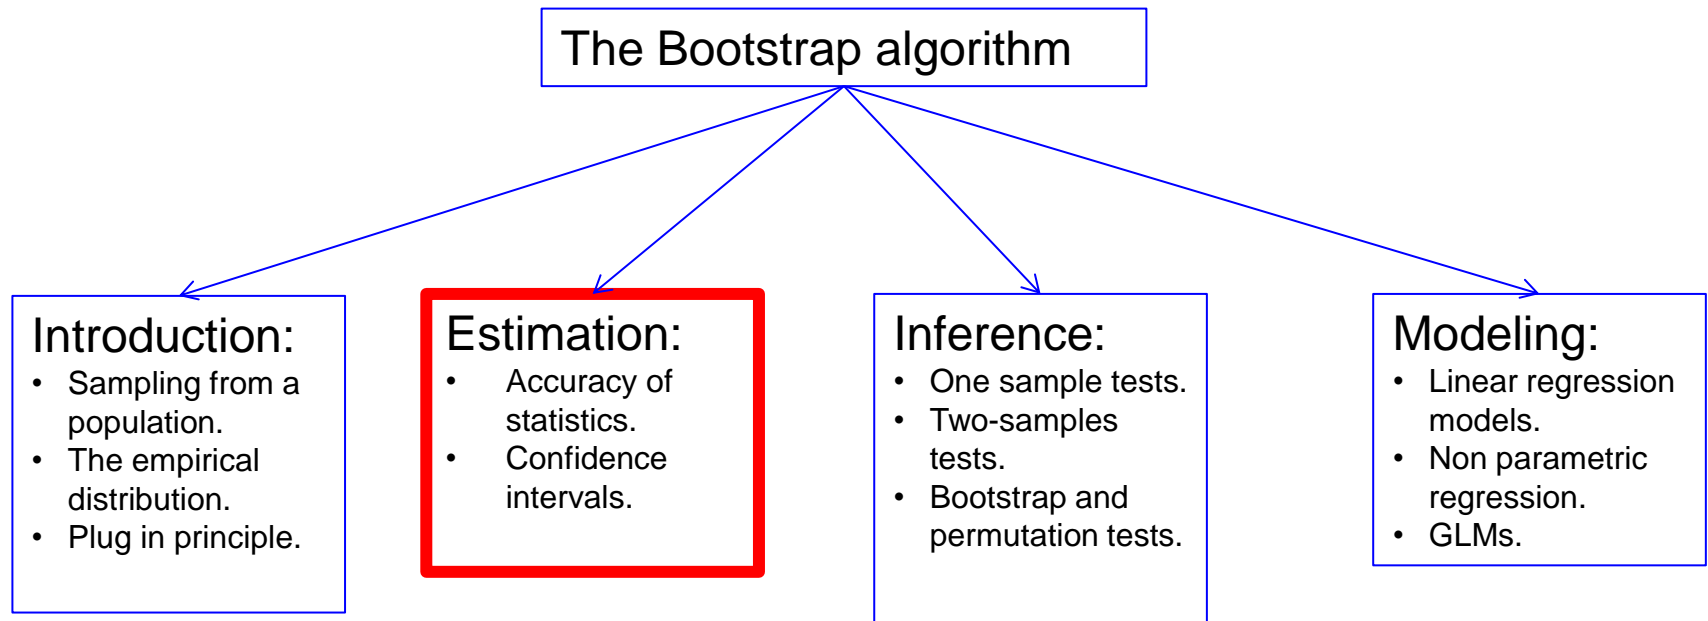 The Bootstrap algorithm
Introduction:
• Sampling from a
population.
• The empirical
distribution.
• Plug in principle.
Estimation:
• Accuracy of
statistics.
• Confidence
intervals.
Inference:
• One sample tests.
• Two-samples
tests.
• Bootstrap and
permutation tests.
Modeling:
• Linear regression
models.
• Non parametric
regression.
• GLMs.